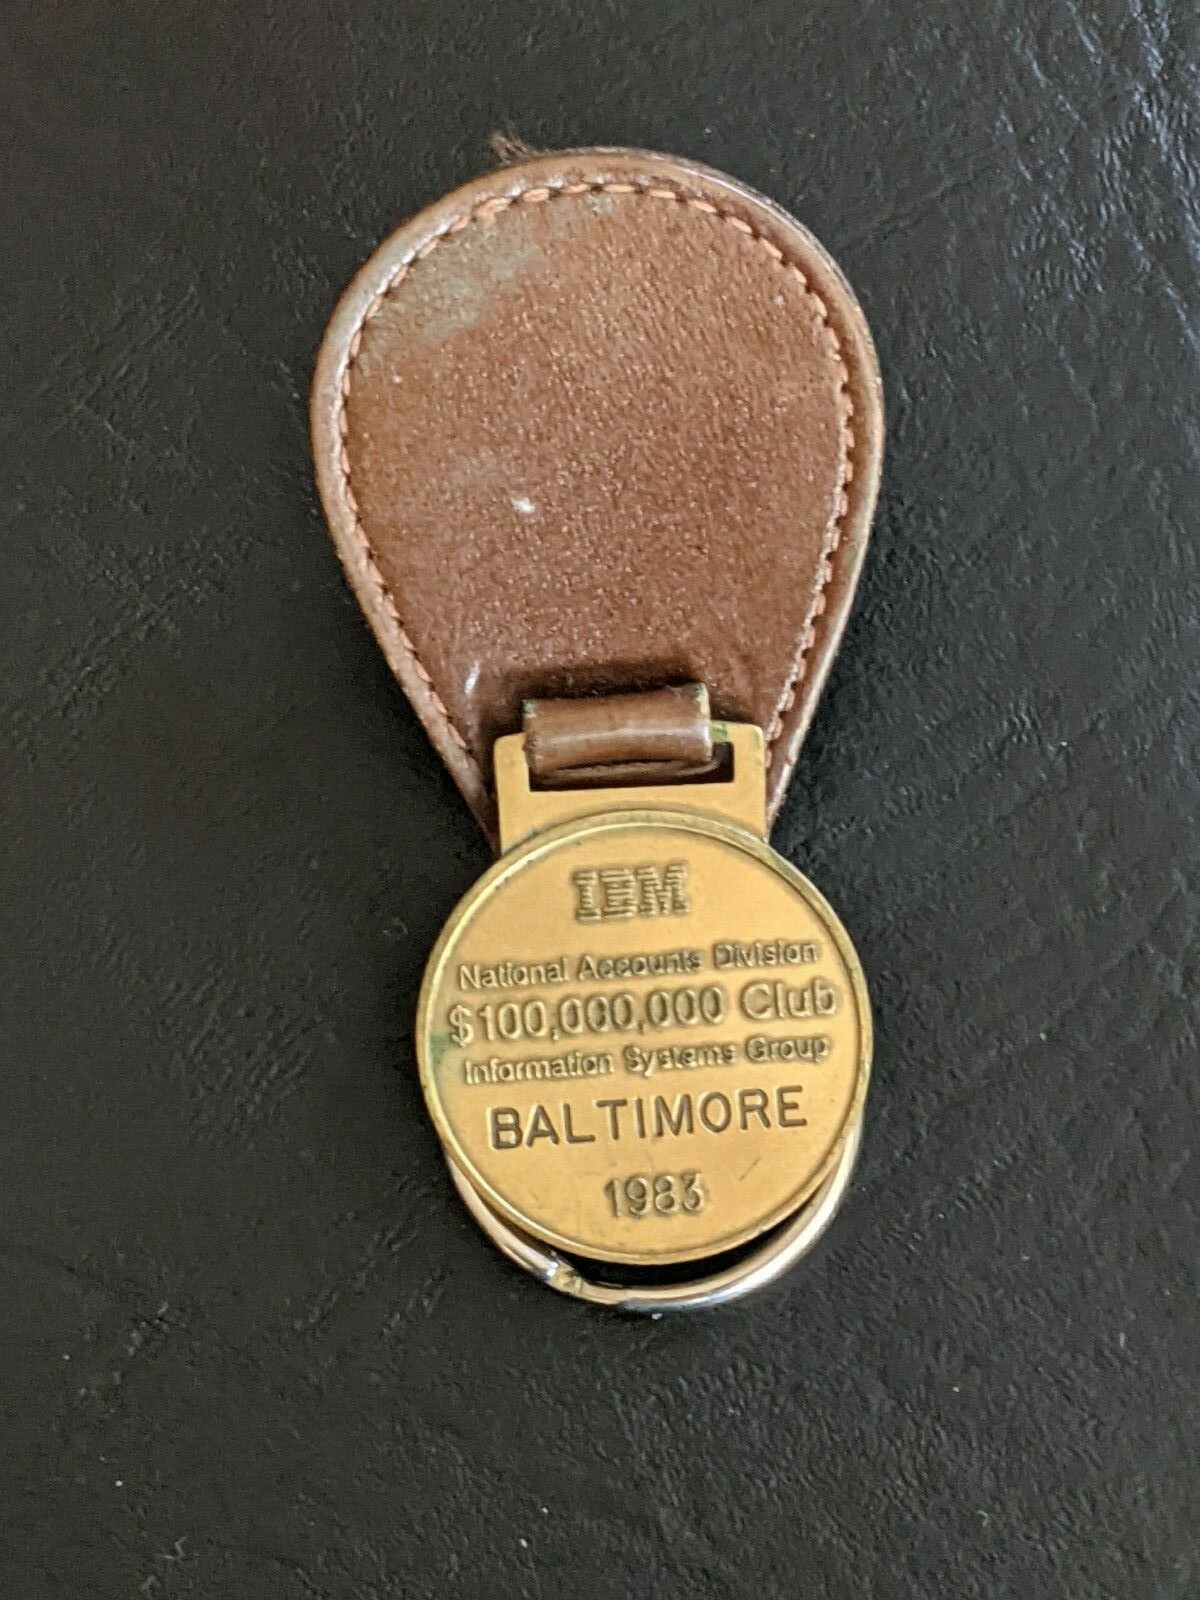 IBM
National Accounts Division
$100,000,000 Club
Information Systems Group
BALTIMORE
1983